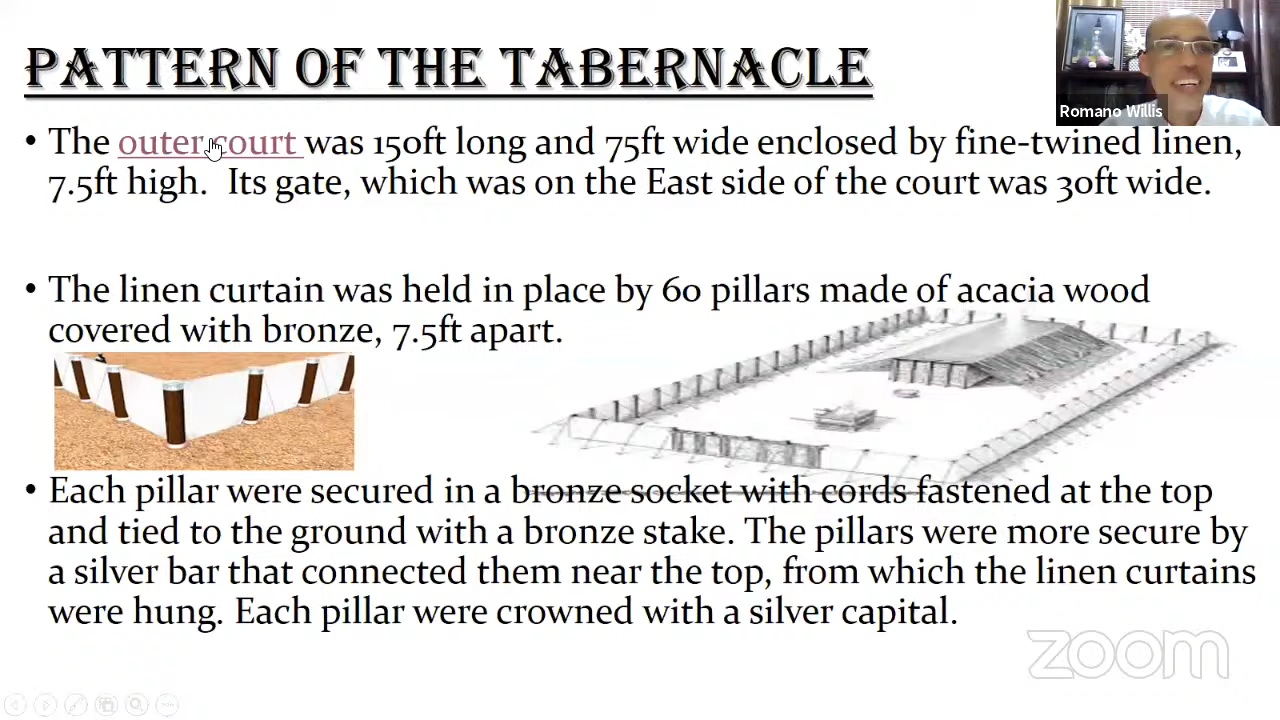 PATTERN OF THE TABERNACLE
Romano Willis
• The outer court was 150ft long and 75ft wide enclosed by fine-twined linen,
7.5ft high. Its gate, which was on the East side of the court was 30ft wide.
• The linen curtain was held in place by 60 pillars made of acacia wood
covered with bronze, 7.5ft apart.
• Each pillar were secured in a bronze socket with cords fastened at the top
and tied to the ground with a bronze stake. The pillars were more secure by
a silver bar that connected them near the top, from which the linen curtains
were hung. Each pillar were crowned with a silver capital.
zoom